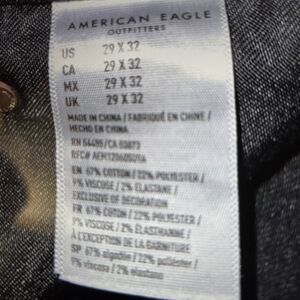 AMERICAN EAGLE
OUTFITTERS
US 29 X 32
CA 29 X 32
MX 29 X 32
UK 29 X 32
MADE IN CHINA / FABRIQUÉ EN CHINE /
HECHO EN CHINA
RN 54485/CA 03873
RFC#
EN 67% COTTON / 22% POLYESTER /
9% VISCOSE / 2% ELASTANE /
EXCLUSIVE OF DECORATION
FR 67% COTON / 22% POLYESTER /
9% VISCOSE / 2% ÉLASTHANNE /
À L'EXCEPTION DE LA GARNITURE
SP 67% algodón / 22% poliéster /
9% viscosa / 2% elastano